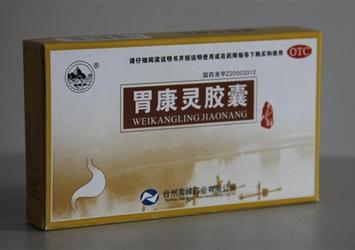 请仔细阅读说明书并按说明使用或在药师指导下购买和使用
OTC
国药准字Z20003312
胃康灵胶囊
WEIKANGLING JIAONANG
台州南峰药业有限公司